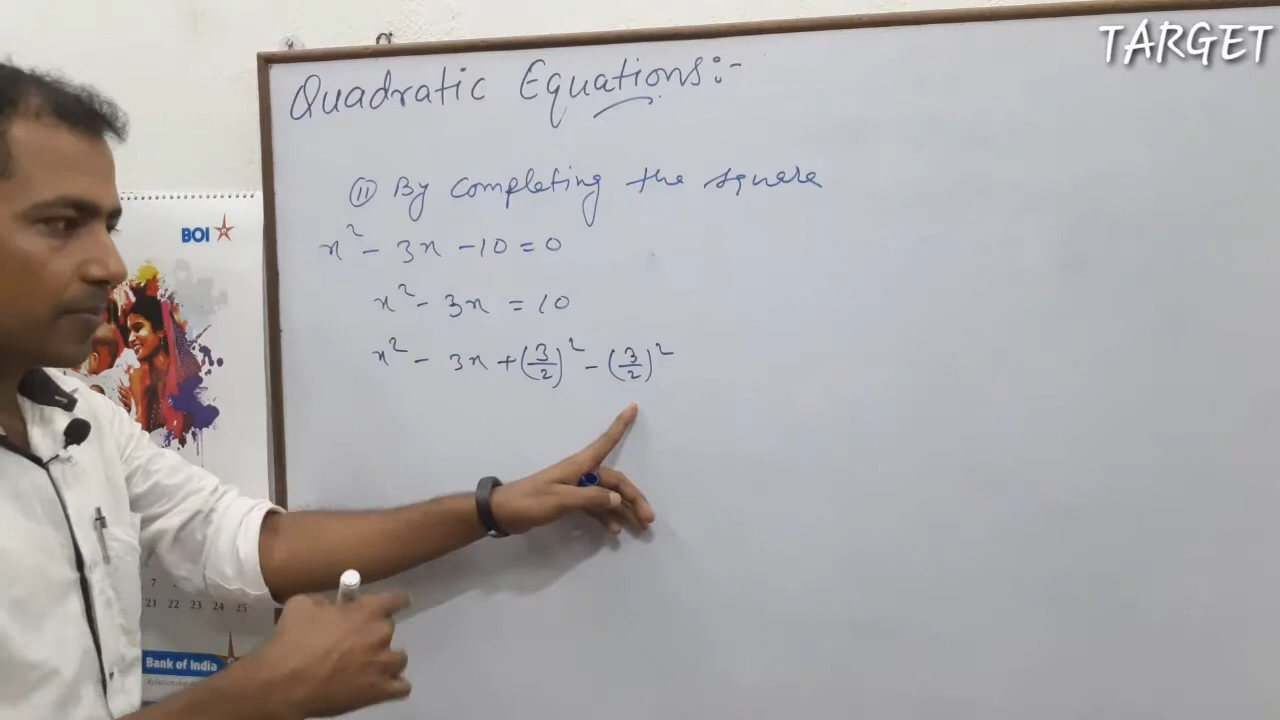 TARGET
Quadratic Equations:-
(ii) By completing the square
x² - 3x - 10 = 0
x² - 3x = 10
x² - 3x + (3/2)² - (3/2)²
BOI
7
21 22 23 24 25
Bank of India